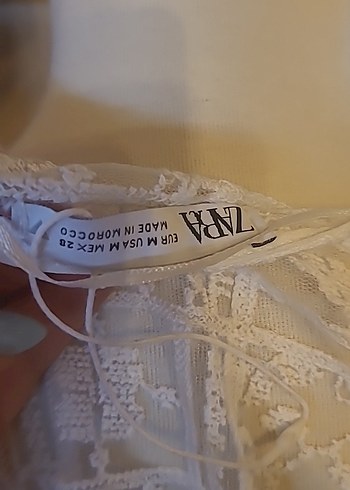 ZARA
EUR M USA M MEX 28
MADE IN MOROCCO